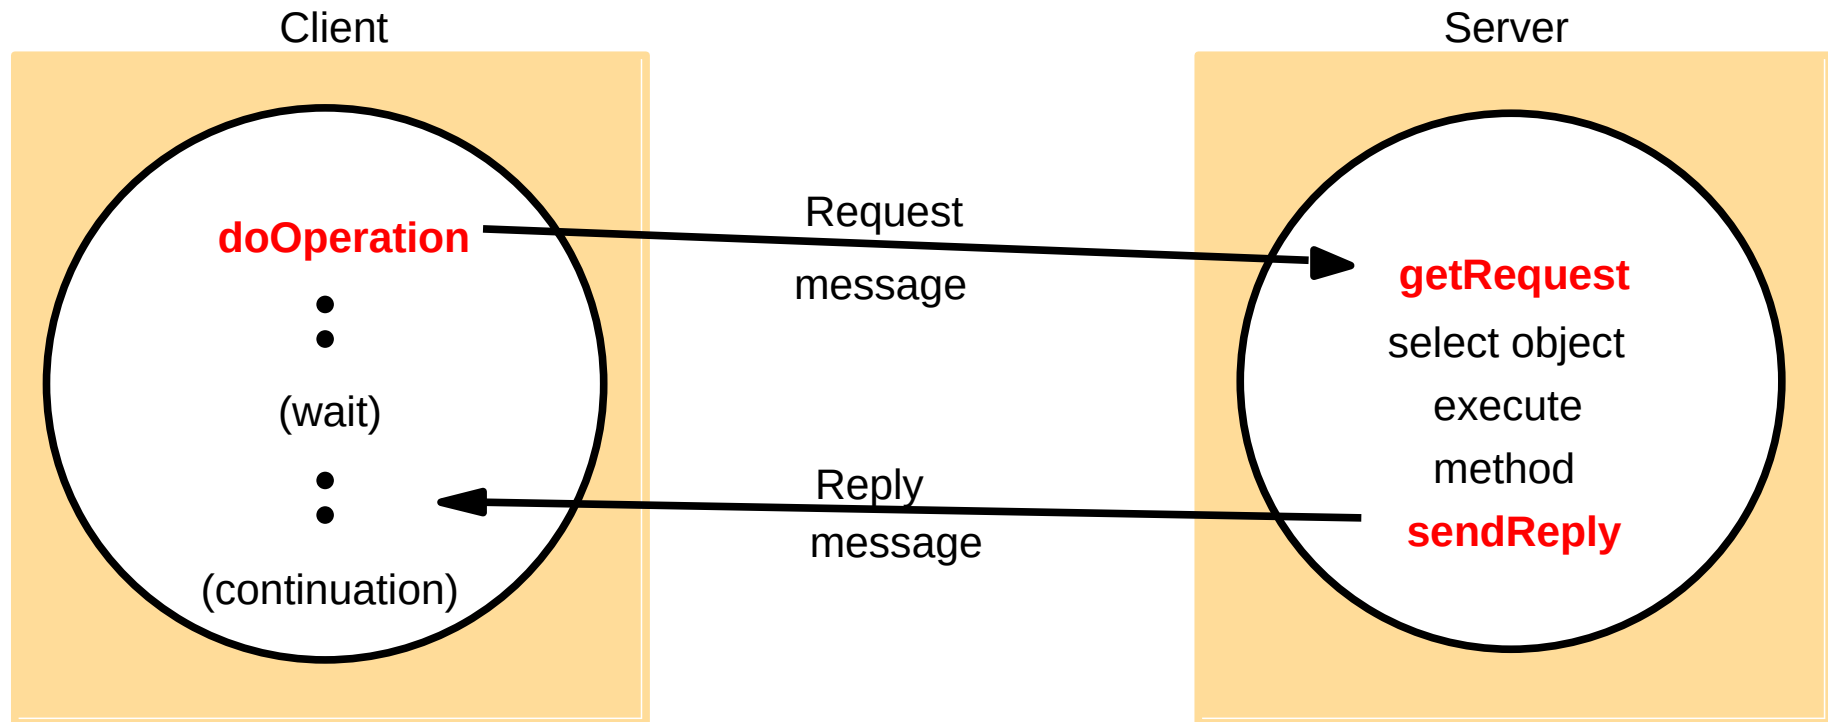 Client
doOperation
(wait)
(continuation)
Request
message
Reply
message
Server
getRequest
select object
execute
method
sendReply